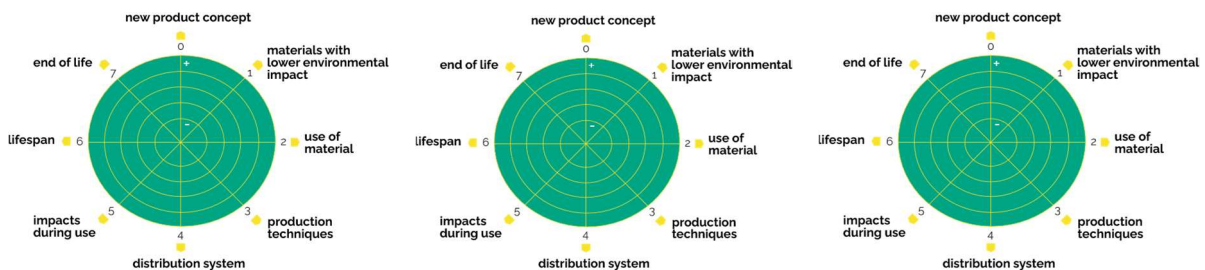 new product concept
0
+
-
materials with
lower environmental
impact
1
use of
material
2
production
techniques
3
distribution system
4
impacts
during use
5
lifespan
6
end of life
7
new product concept
0
+
-
materials with
lower environmental
impact
1
use of
material
2
production
techniques
3
distribution system
4
impacts
during use
5
lifespan
6
end of life
7
new product concept
0
+
-
materials with
lower environmental
impact
1
use of
material
2
production
techniques
3
distribution system
4
impacts
during use
5
lifespan
6
end of life
7